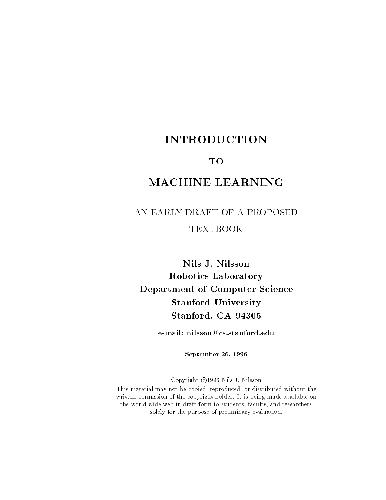 INTRODUCTION
TO
MACHINE LEARNING
AN EARLY DRAFT OF A PROPOSED
TEXTBOOK
Nils J. Nilsson
Robotics Laboratory
Department of Computer Science
Stanford University
Stanford, CA 94305
e-mail: nilsson@cs.stanford.edu
September 26, 1996
Copyright ©1996 Nils J. Nilsson
This material may not be copied, reproduced, or distributed without the
written permission of the copyright holder. It is being made available on
the world-wide web in draft form to students, faculty, and researchers
solely for the purpose of preliminary evaluation.